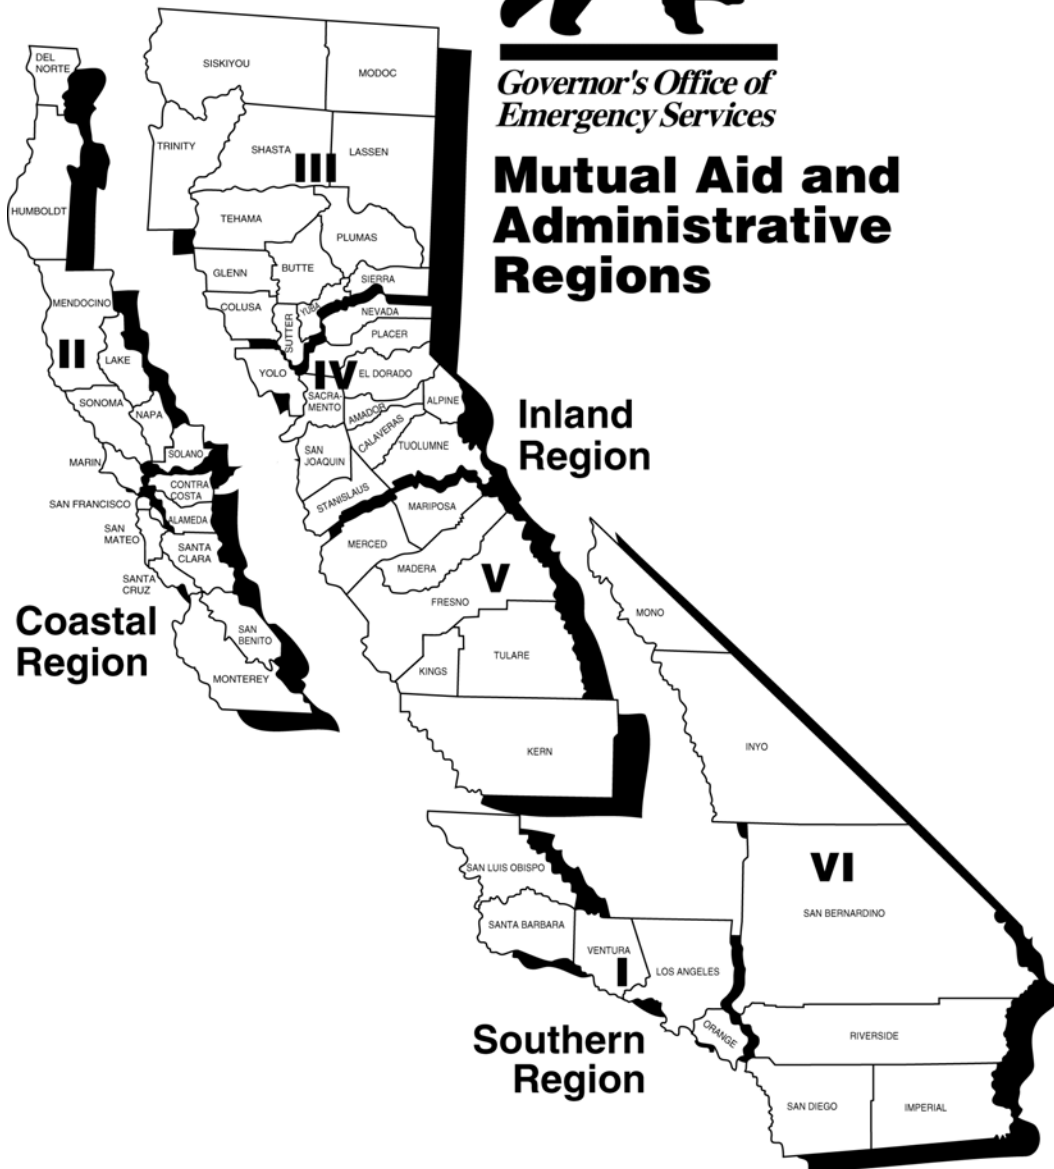 Governor's Office of
Emergency Services
Mutual Aid and
Administrative
Regions
DEL
NORTE
SISKIYOU
MODOC
TRINITY
SHASTA
III
LASSEN
HUMBOLDT
TEHAMA
PLUMAS
GLENN
BUTTE
SIERRA
MENDOCINO
COLUSA
SUTTER
YUBA
NEVADA
PLACER
II
LAKE
YOLO
IV
EL DORADO
SONOMA
NAPA
SACRA-
MENTO
AMADOR
ALPINE
Inland
Region
MARIN
SOLANO
SAN
JOAQUIN
CALAVERAS
TUOLUMNE
CONTRA
COSTA
STANISLAUS
SAN FRANCISCO
ALAMEDA
MARIPOSA
SAN
MATEO
SANTA
CLARA
MERCED
SANTA
CRUZ
MADERA
V
FRESNO
MONO
Coastal
Region
SAN
BENITO
MONTEREY
KINGS
TULARE
KERN
INYO
SAN LUIS OBISPO
VI
SAN BERNARDINO
SANTA BARBARA
VENTURA
I
LOS ANGELES
Southern
Region
ORANGE
RIVERSIDE
SAN DIEGO
IMPERIAL